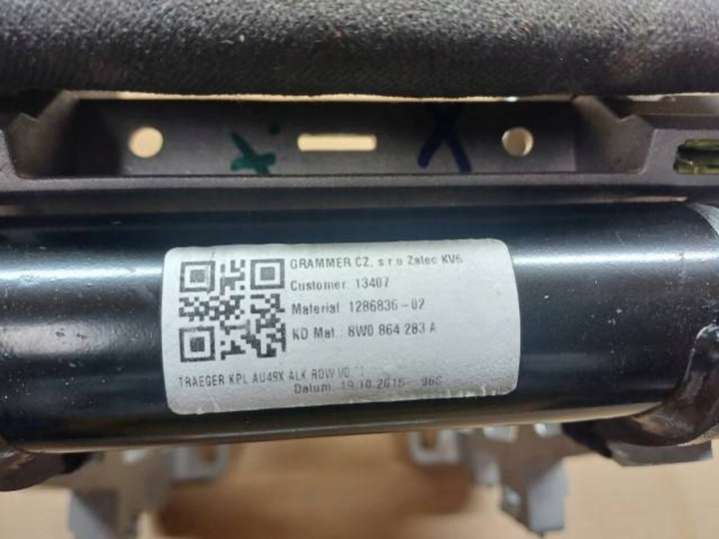 GRAMMER CZ, s.r.o Zatec KV6
Customer: 13407
Material: 1286836-02
KD Mat.: 8W0 864 283 A
TRAEGER KPL AU49X ALK RDW
Datum: 19.10.2015